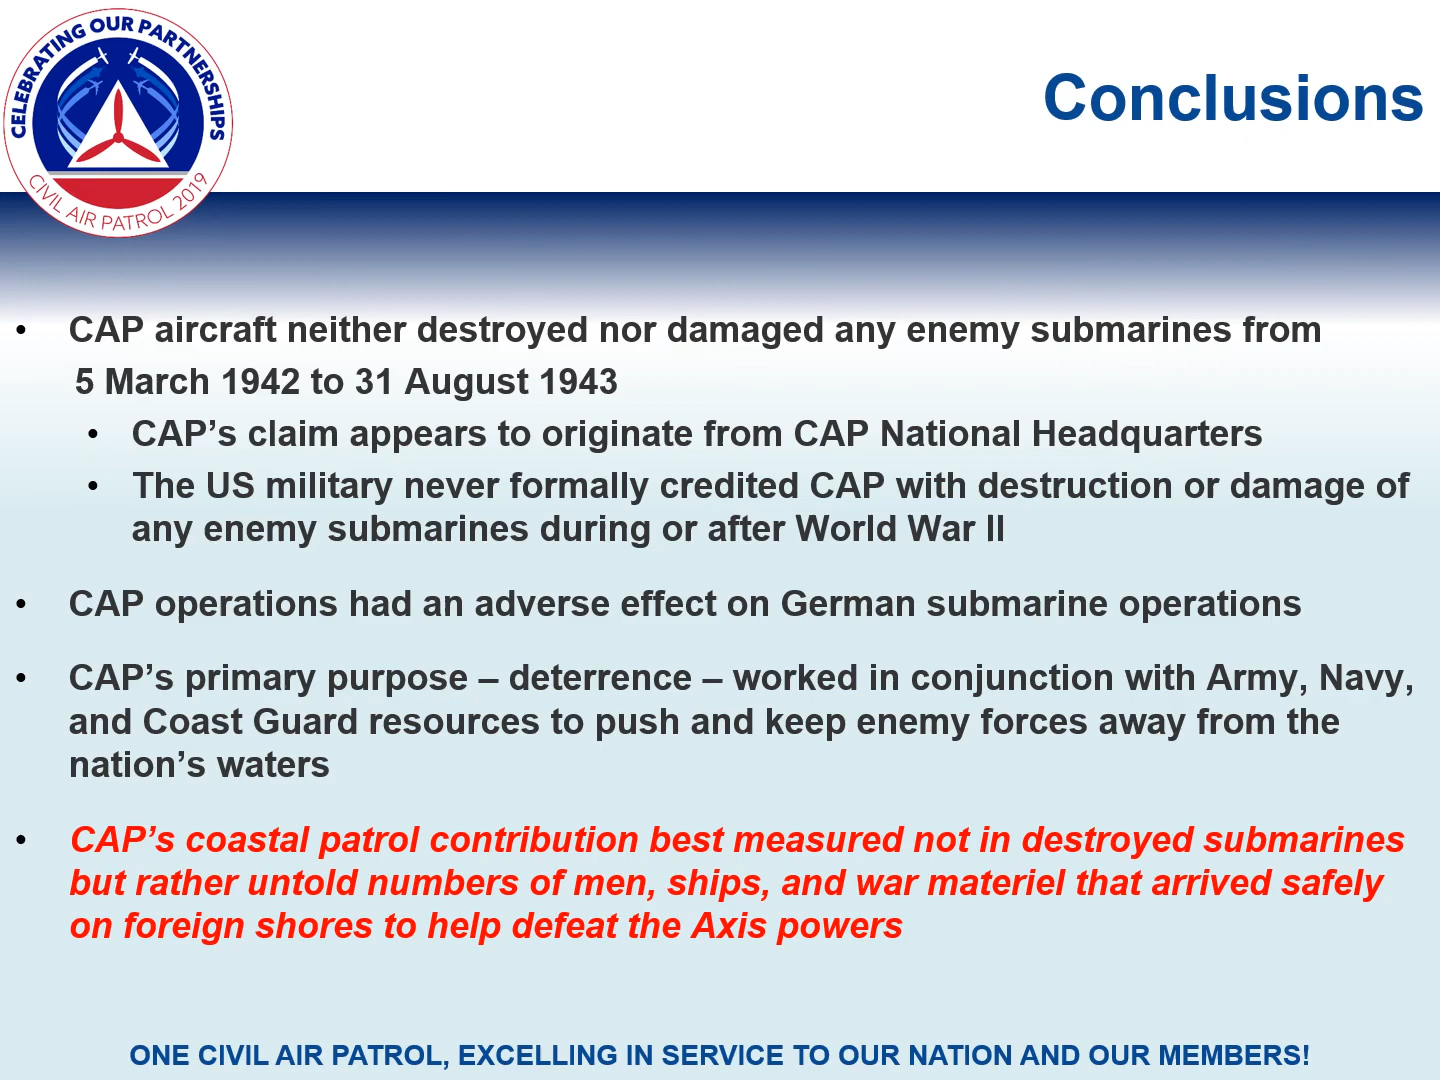 CELEBRATING OUR PARTNERSHIPS
CIVIL AIR PATROL 2019
Conclusions
• CAP aircraft neither destroyed nor damaged any enemy submarines from
5 March 1942 to 31 August 1943
• CAP’s claim appears to originate from CAP National Headquarters
• The US military never formally credited CAP with destruction or damage of
any enemy submarines during or after World War II
• CAP operations had an adverse effect on German submarine operations
• CAP’s primary purpose – deterrence – worked in conjunction with Army, Navy,
and Coast Guard resources to push and keep enemy forces away from the
nation’s waters
• CAP’s coastal patrol contribution best measured not in destroyed submarines
but rather untold numbers of men, ships, and war materiel that arrived safely
on foreign shores to help defeat the Axis powers
ONE CIVIL AIR PATROL, EXCELLING IN SERVICE TO OUR NATION AND OUR MEMBERS!